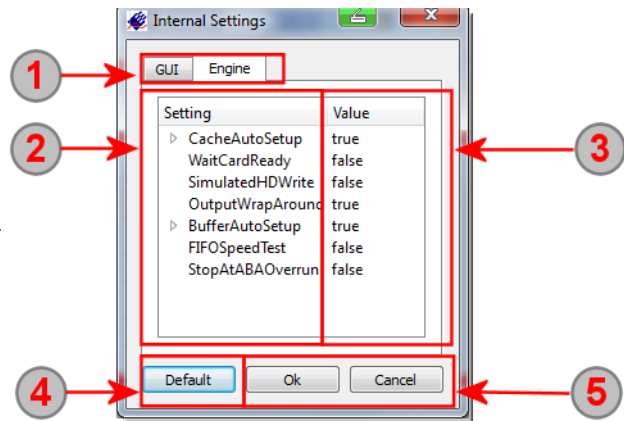 Internal Settings
GUI Engine
1
Setting Value
CacheAutoSetup true
2 WaitCardReady false 3
SimulatedHDWrite false
OutputWrapAround true
BufferAutoSetup true
FIFOSpeedTest false
StopAtABAOverrun false
4 Default Ok Cancel 5